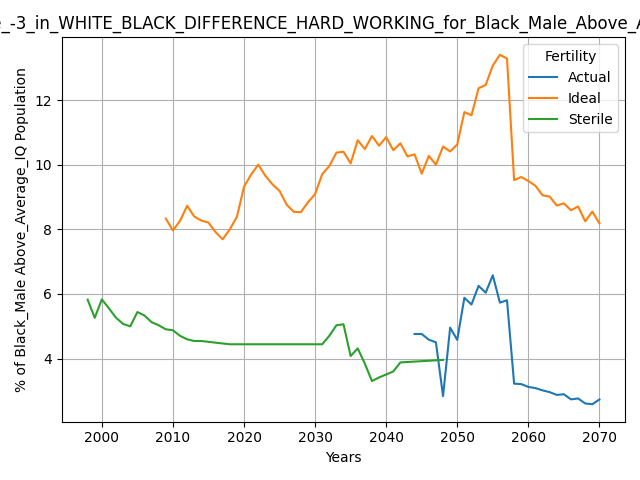 _-3_in_WHITE_BLACK_DIFFERENCE_HARD_WORKING_for_Black_Male_Above_A
Fertility
Actual
Ideal
Sterile
% of Black_Male Above_Average_IQ Population
12
10
8
6
4
2000 2010 2020 2030 2040 2050 2060 2070
Years